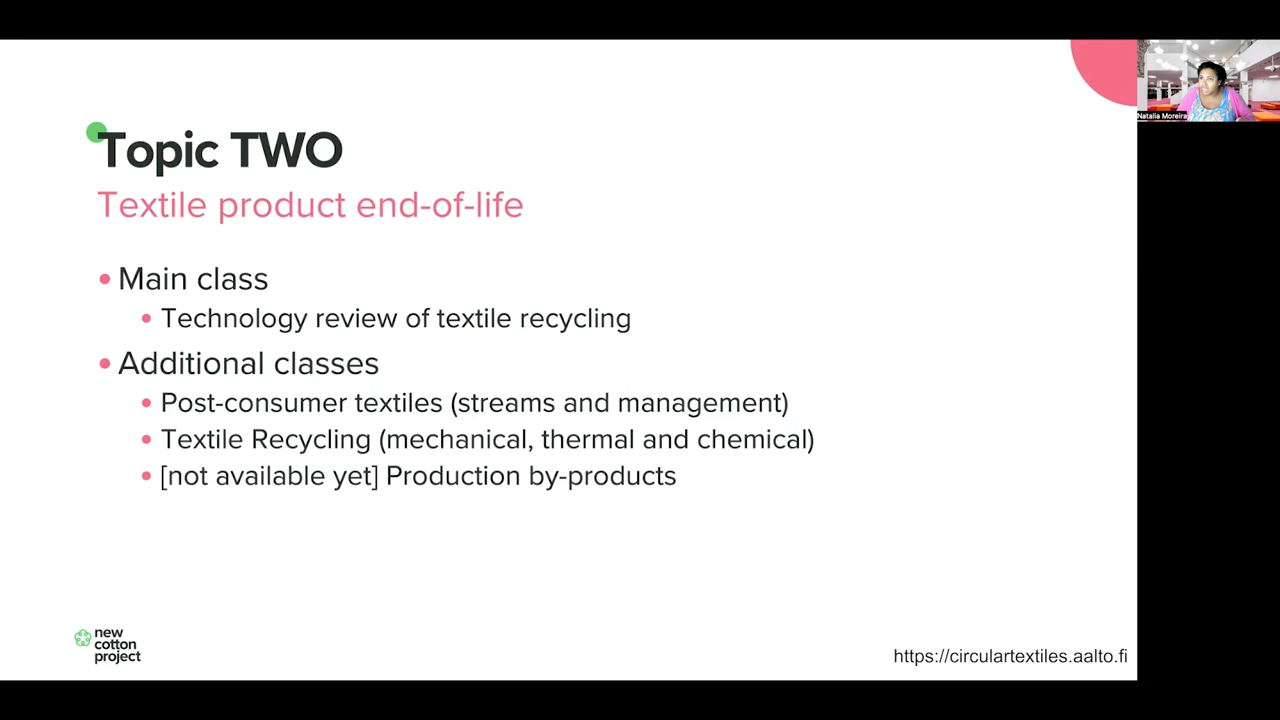 Topic TWO
Textile product end-of-life
Main class
Technology review of textile recycling
Additional classes
Post-consumer textiles (streams and management)
Textile Recycling (mechanical, thermal and chemical)
[not available yet] Production by-products
new
cotton
project
https://circulartextiles.aalto.fi
Natalia Moreira